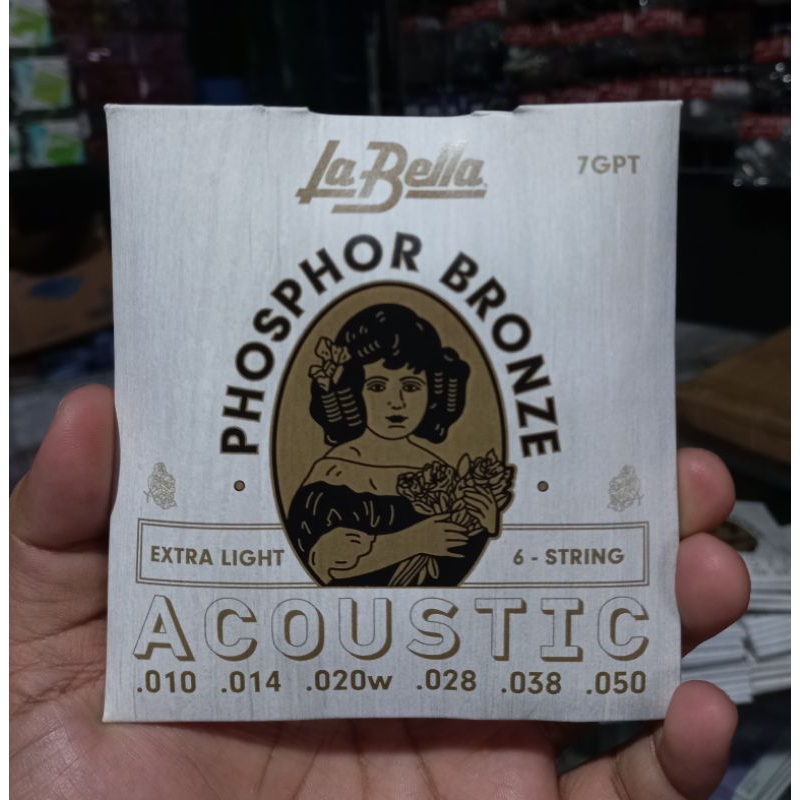 La Bella
7GPT
PHOSPHOR BRONZE
EXTRA LIGHT
6 - STRING
ACOUSTIC
.010 .014 .020w .028 .038 .050